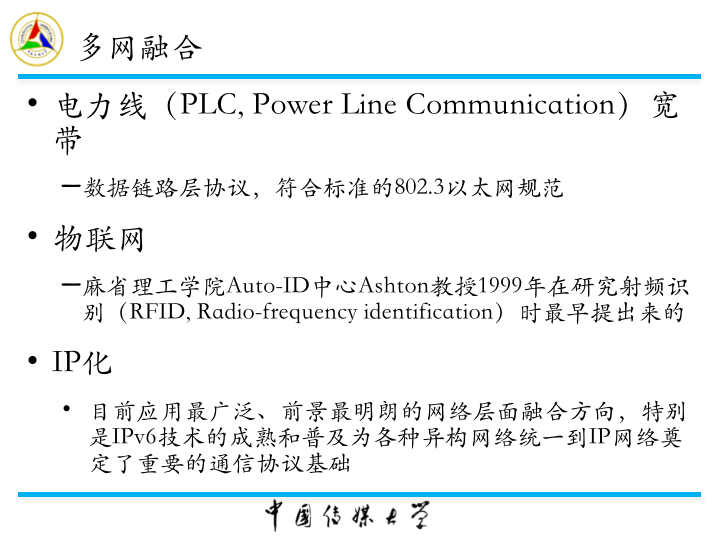 多网融合
• 电力线（PLC, Power Line Communication）宽
带
–数据链路层协议，符合标准的802.3以太网规范
• 物联网
–麻省理工学院Auto-ID中心Ashton教授1999年在研究射频识
别（RFID, Radio-frequency identification）时最早提出来的
• IP化
• 目前应用最广泛、前景最明朗的网络层面融合方向，特别
是IPv6技术的成熟和普及为各种异构网络统一到IP网络奠
定了重要的通信协议基础
中国传媒大学